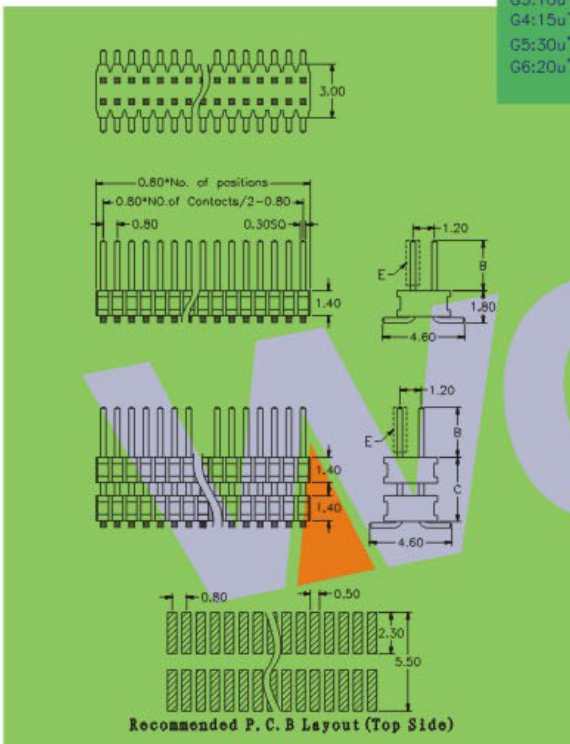 G4:15u"
G5:30u"
G6:20u"
3.00
0.80*No. of positions
0.80*NO.of Contacts/2-0.80
0.80
0.30SQ
1.20
E
B
1.40
1.80
4.60
1.20
E
B
1.40
C
1.40
4.60
0.80
0.50
2.30
5.50
Recommended P.C.B Layout(Top Side)